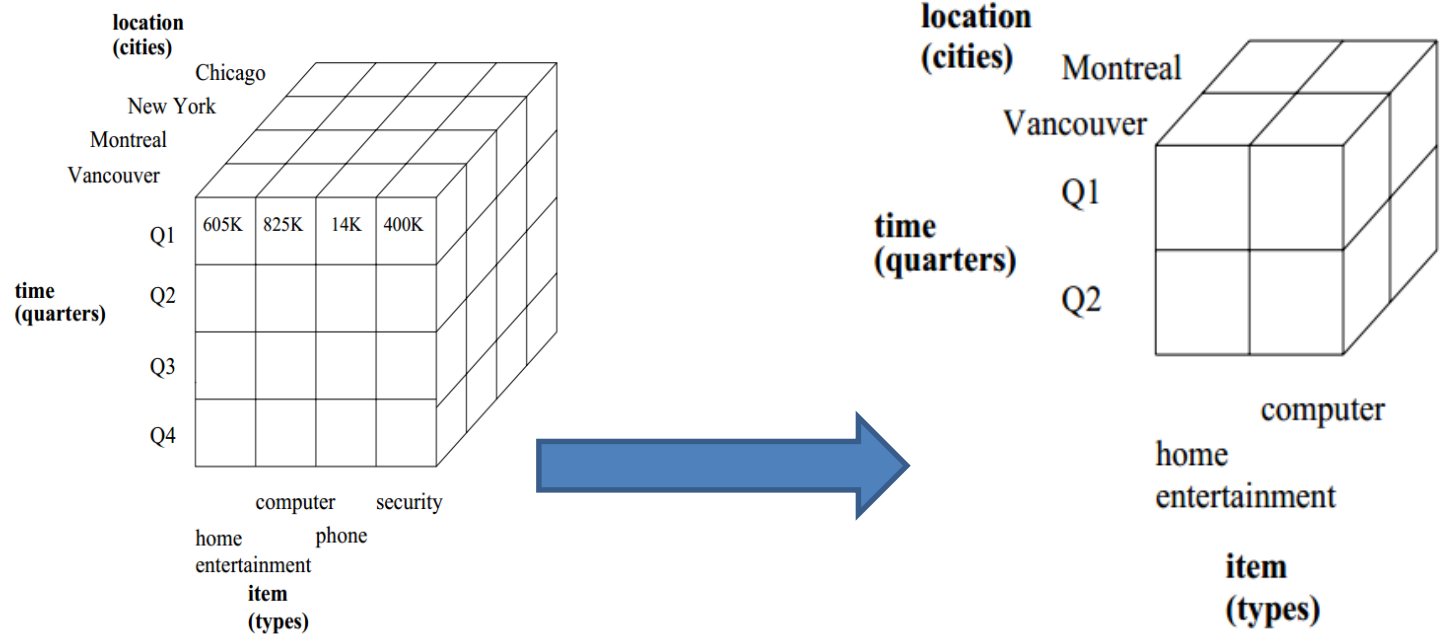 location
(cities)
Chicago
New York
Montreal
Vancouver
605K 825K 14K 400K
Q1
Q2
time
(quarters)
Q3
Q4
computer security
home phone
entertainment
item
(types)
location
(cities)
Montreal
Vancouver
Q1
time
(quarters)
Q2
computer
home
entertainment
item
(types)